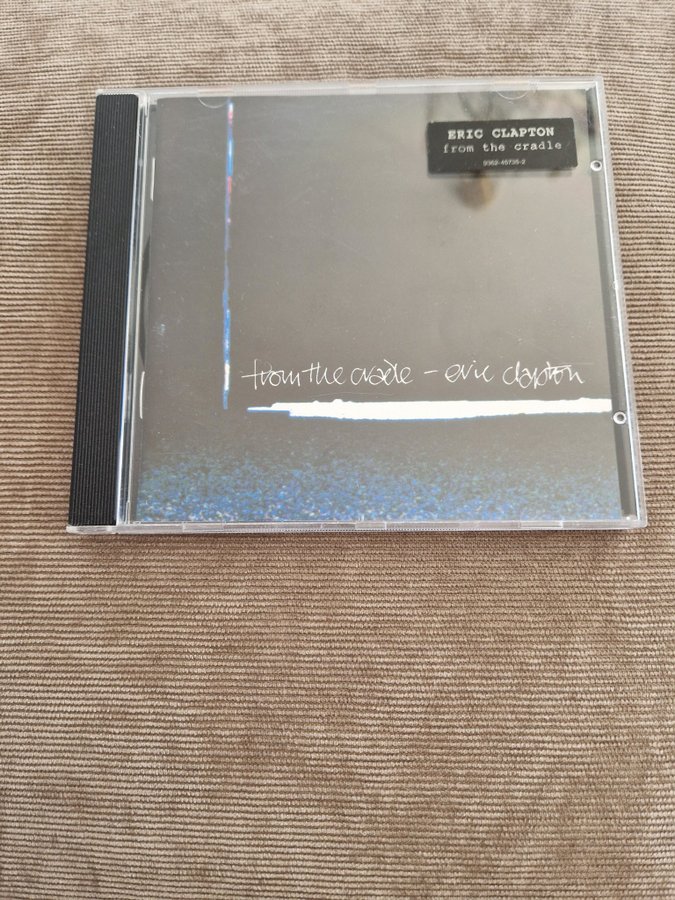 ERIC CLAPTON
from the cradle
9362-45735-2
from the cradle - eric clapton